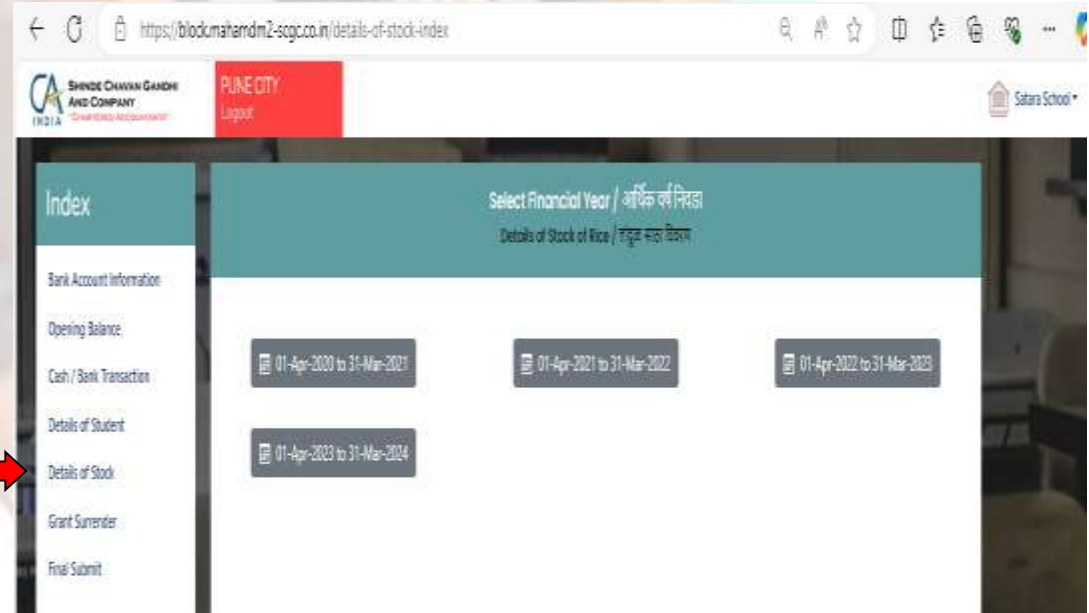 https://block.mahamdm2-scgc.co.in/details-of-stock-index
SHINDE CHAVAN GANDHI
AND COMPANY
"CHARTERED ACCOUNTANTS"
INDIA
PUNE CITY
Logout
Satara School
Index
Bank Account Information
Opening Balance
Cash / Bank Transaction
Details of Student
Details of Stock
Grant Surrender
Final Submit
Select Financial Year / आर्थिक वर्ष निवडा
Details of Stock of Rice / तांदूळ साठा विवरण
01-Apr-2020 to 31-Mar-2021
01-Apr-2021 to 31-Mar-2022
01-Apr-2022 to 31-Mar-2023
01-Apr-2023 to 31-Mar-2024